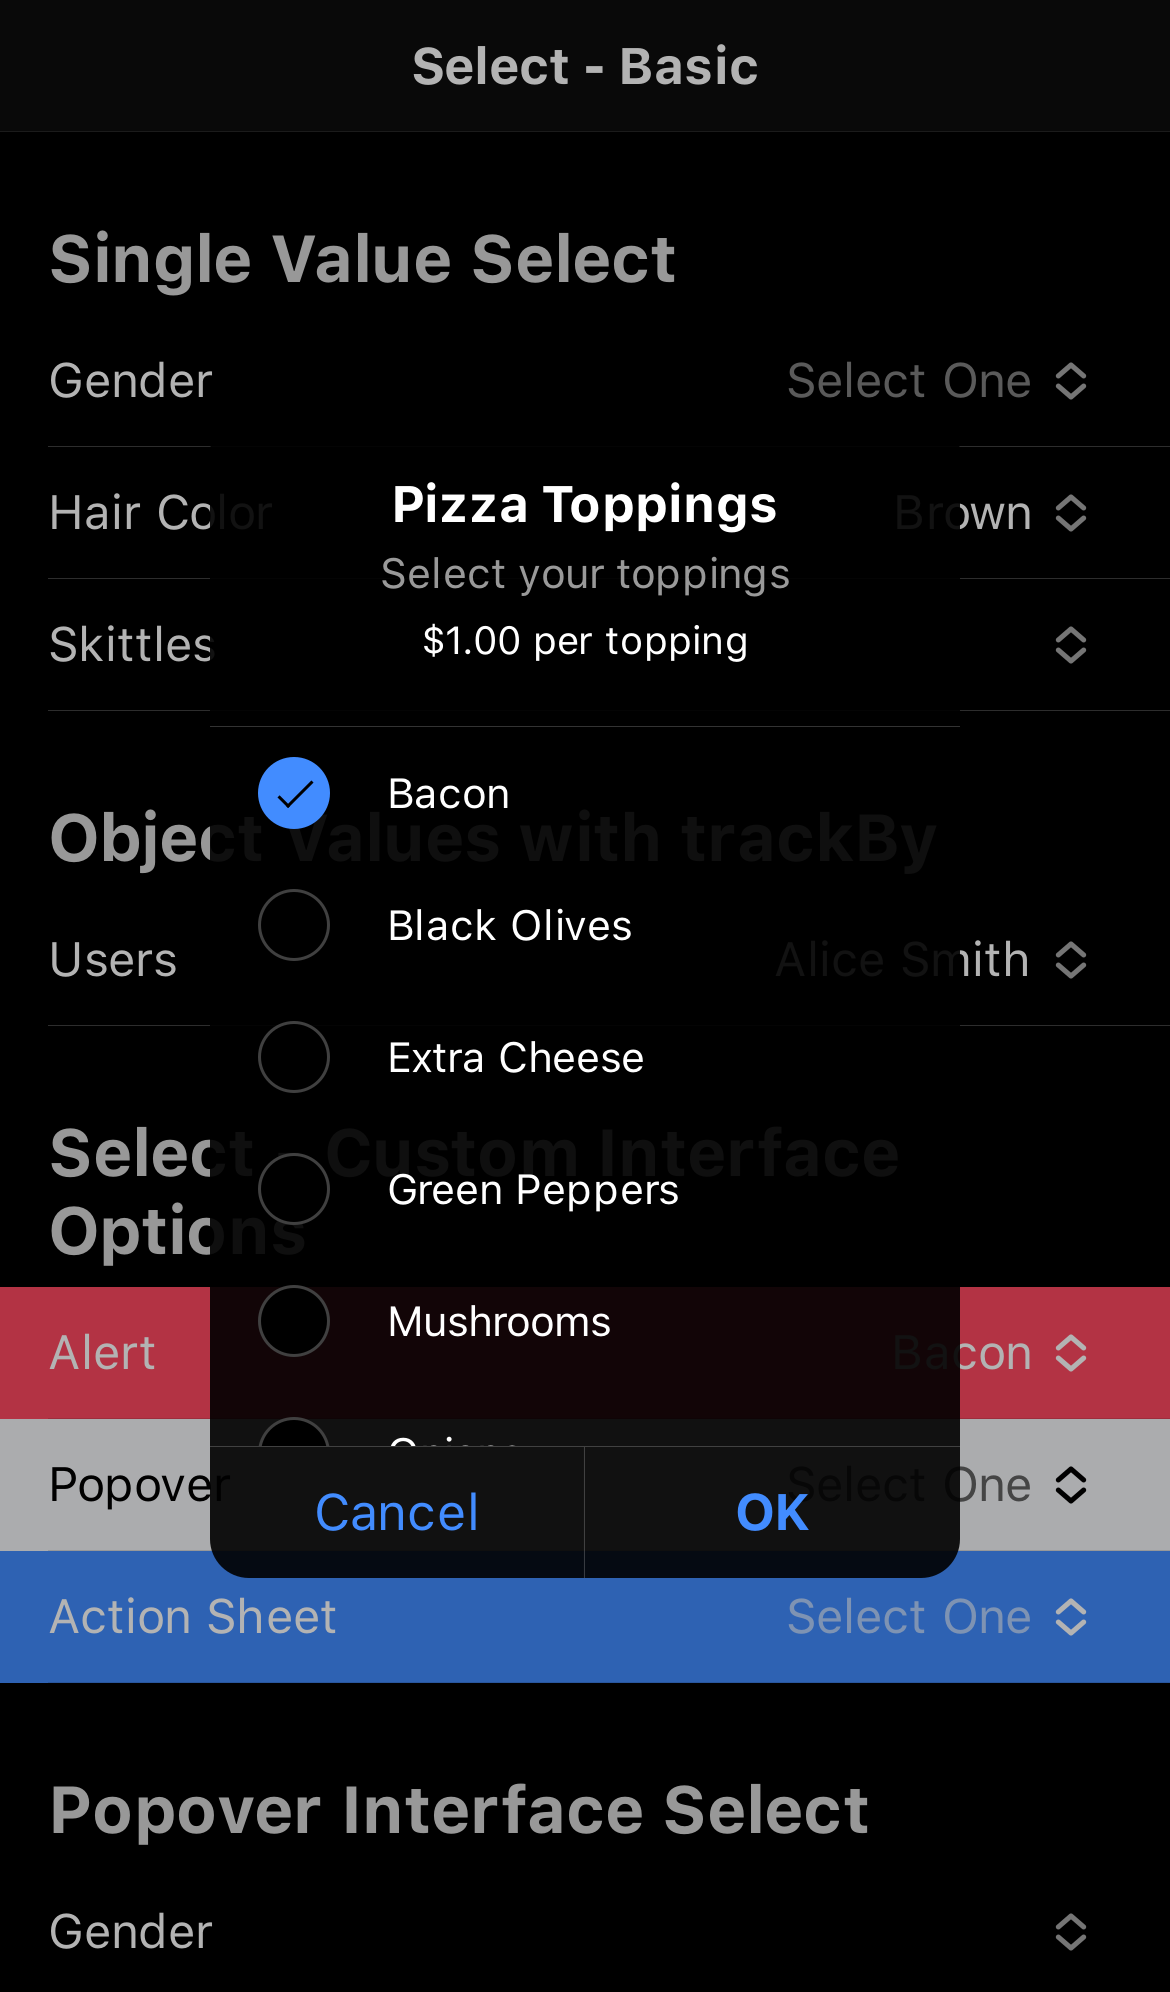 Select - Basic
Single Value Select
Gender Select One
Hair Color Brown
Skittles
Pizza Toppings
Select your toppings
$1.00 per topping
Bacon
Object Values with trackBy
Black Olives
Users Alice Smith
Extra Cheese
Select - Custom Interface
Options
Green Peppers
Mushrooms
Alert Bacon
Popover Select One
Cancel OK
Action Sheet Select One
Popover Interface Select
Gender